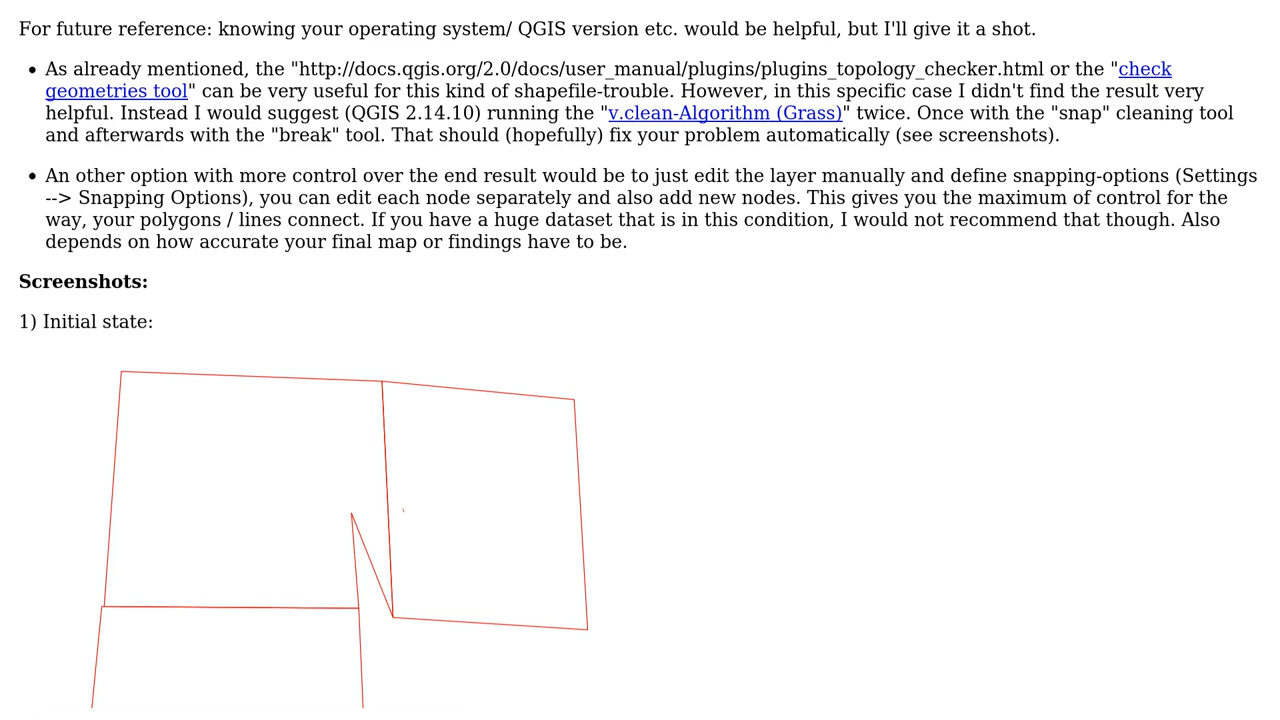 For future reference: knowing your operating system/ QGIS version etc. would be helpful, but I'll give it a shot.
• As already mentioned, the "http://docs.qgis.org/2.0/docs/user_manual/plugins/plugins_topology_checker.html or the "check
geometries tool" can be very useful for this kind of shapefile-trouble. However, in this specific case I didn't find the result very
helpful. Instead I would suggest (QGIS 2.14.10) running the "v.clean-Algorithm (Grass)" twice. Once with the "snap" cleaning tool
and afterwards with the "break" tool. That should (hopefully) fix your problem automatically (see screenshots).
• An other option with more control over the end result would be to just edit the layer manually and define snapping-options (Settings
--> Snapping Options), you can edit each node separately and also add new nodes. This gives you the maximum of control for the
way, your polygons / lines connect. If you have a huge dataset that is in this condition, I would not recommend that though. Also
depends on how accurate your final map or findings have to be.
Screenshots:
1) Initial state: